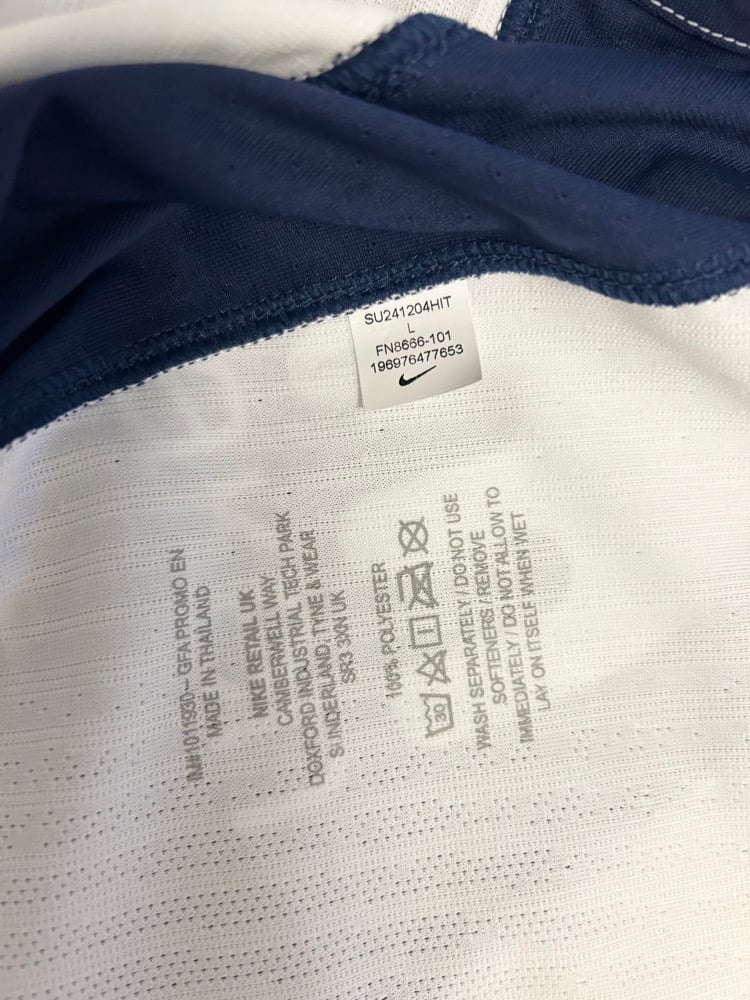 SU241204HIT
L
FN8666-101
196976477653
IM#1011930 - GFA PROMO EN
MADE IN THAILAND
NIKE RETAIL UK
CAMBERWELL WAY
DOXFORD INDUSTRIAL TECH PARK
SUNDERLAND, TYNE & WEAR
SR3 3XN UK
100% POLYESTER
30
WASH SEPARATELY / DO NOT USE
SOFTENERS / REMOVE
IMMEDIATELY / DO NOT ALLOW TO
LAY ON ITSELF WHEN WET